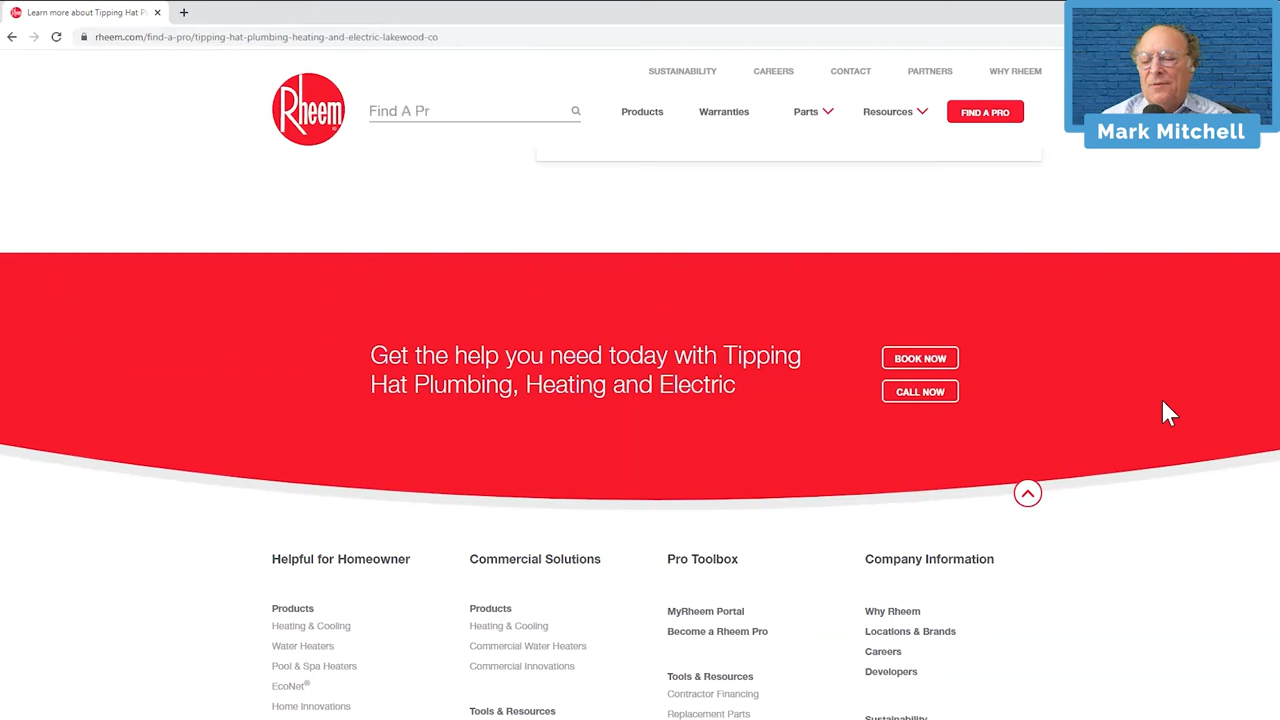 Learn more about Tipping Hat Pl
rheem.com/find-a-pro/tipping-hat-plumbing-heating-and-electric-lakewood-co
Mark Mitchell
SUSTAINABILITY CAREERS CONTACT PARTNERS WHY RHEEM
Rheem
Find A Pr
Products Warranties Parts Resources FIND A PRO
Get the help you need today with Tipping
Hat Plumbing, Heating and Electric
BOOK NOW
CALL NOW
Helpful for Homeowner
Products
Heating & Cooling
Water Heaters
Pool & Spa Heaters
EcoNet®
Home Innovations
Commercial Solutions
Products
Heating & Cooling
Commercial Water Heaters
Commercial Innovations
Tools & Resources
Pro Toolbox
MyRheem Portal
Become a Rheem Pro
Tools & Resources
Contractor Financing
Replacement Parts
Company Information
Why Rheem
Locations & Brands
Careers
Developers
Sustainability